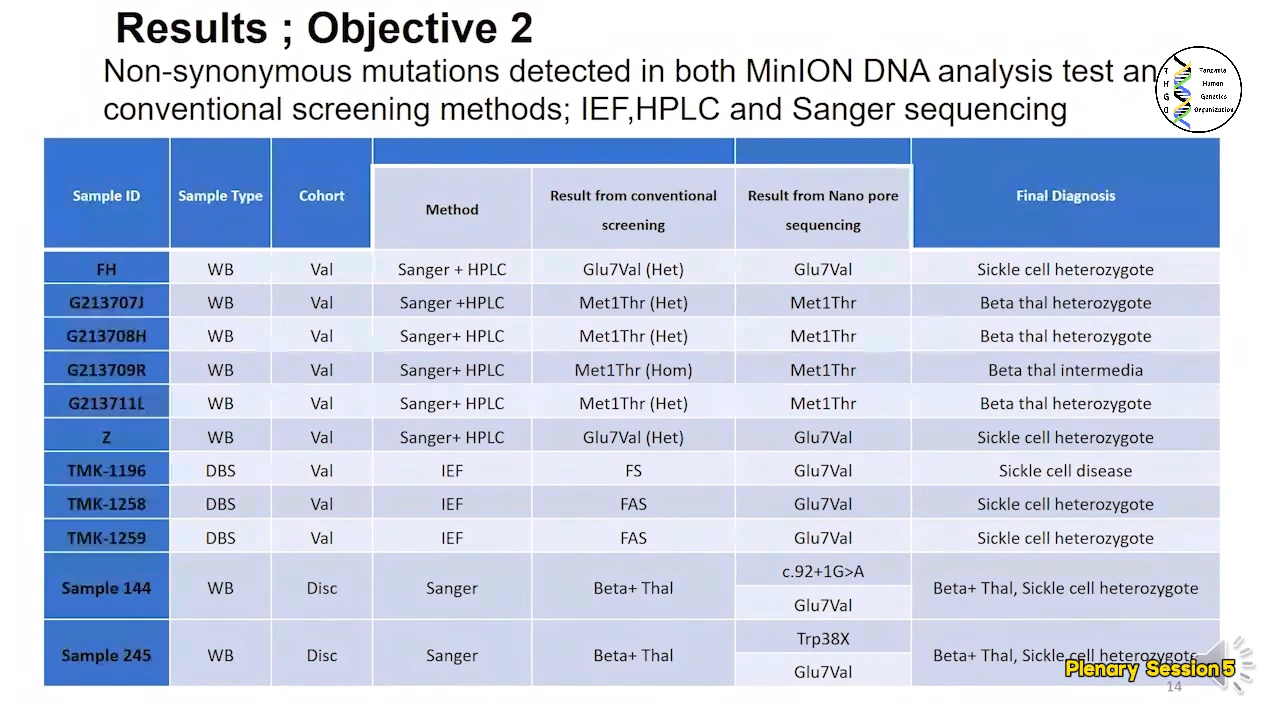 Results ; Objective 2
Non-synonymous mutations detected in both MinION DNA analysis test an
conventional screening methods; IEF,HPLC and Sanger sequencing
T H G O
Tanzania
Human
Genetics
Organization
Sample ID Sample Type Cohort Method Result from conventional screening Result from Nano pore sequencing Final Diagnosis
FH WB Val Sanger + HPLC Glu7Val (Het) Glu7Val Sickle cell heterozygote
G213707J WB Val Sanger +HPLC Met1Thr (Het) Met1Thr Beta thal heterozygote
G213708H WB Val Sanger+ HPLC Met1Thr (Het) Met1Thr Beta thal heterozygote
G213709R WB Val Sanger+ HPLC Met1Thr (Hom) Met1Thr Beta thal intermedia
G213711L WB Val Sanger+ HPLC Met1Thr (Het) Met1Thr Beta thal heterozygote
Z WB Val Sanger+ HPLC Glu7Val (Het) Glu7Val Sickle cell heterozygote
TMK-1196 DBS Val IEF FS Glu7Val Sickle cell disease
TMK-1258 DBS Val IEF FAS Glu7Val Sickle cell heterozygote
TMK-1259 DBS Val IEF FAS Glu7Val Sickle cell heterozygote
Sample 144 WB Disc Sanger Beta+ Thal c.92+1G>A Beta+ Thal, Sickle cell heterozygote
Glu7Val
Sample 245 WB Disc Sanger Beta+ Thal Trp38X Beta+ Thal, Sickle cell heterozygote
Glu7Val
Plenary Session 5
14